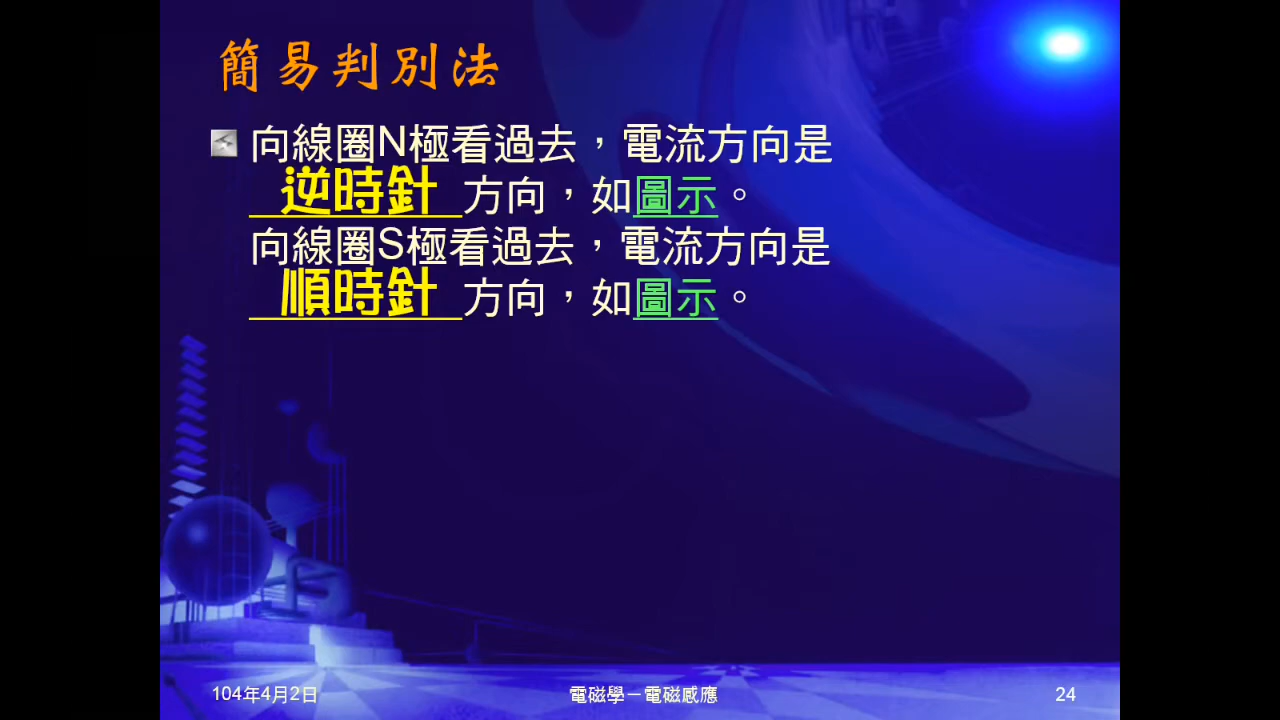 簡易判別法
向線圈N極看過去，電流方向是
逆時針方向，如圖示。
向線圈S極看過去，電流方向是
順時針方向，如圖示。
104年4月2日
電磁學－電磁感應
24